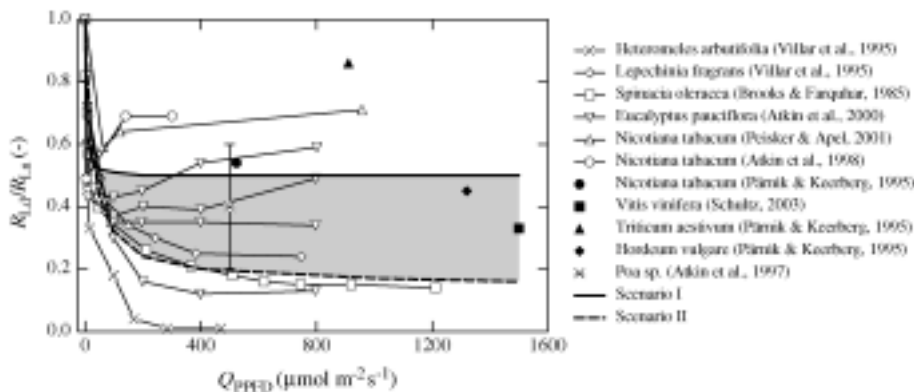 1.0
0.8
0.6
0.4
0.2
0.0
0
400
800
1200
1600
Q_PPFD (μmol m⁻²s⁻¹)
Heteromeles arbutifolia (Villar et al., 1995)
Lepechinia fragrans (Villar et al., 1995)
Spinacia oleracea (Brooks & Farquhar, 1985)
Eucalyptus pauciflora (Atkin et al., 2000)
Nicotiana tabacum (Peisker & Apel, 2001)
Nicotiana tabacum (Atkin et al., 1998)
Nicotiana tabacum (Pärnik & Keerberg, 1995)
Vitis vinifera (Schultz, 2003)
Triticum aestivum (Pärnik & Keerberg, 1995)
Hordeum vulgare (Pärnik & Keerberg, 1995)
Poa sp. (Atkin et al., 1997)
Scenario I
Scenario II